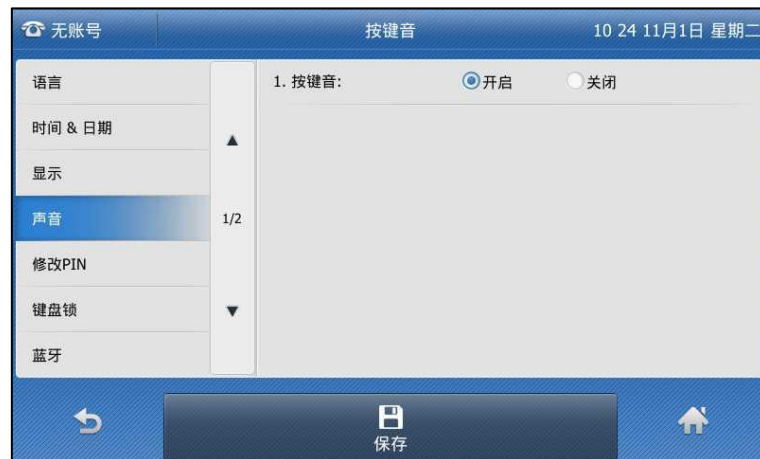 无账号 按键音 10 24 11月1日 星期二
语言
时间 & 日期
显示
声音
修改PIN
键盘锁
蓝牙
1/2
1. 按键音: 开启 关闭
保存